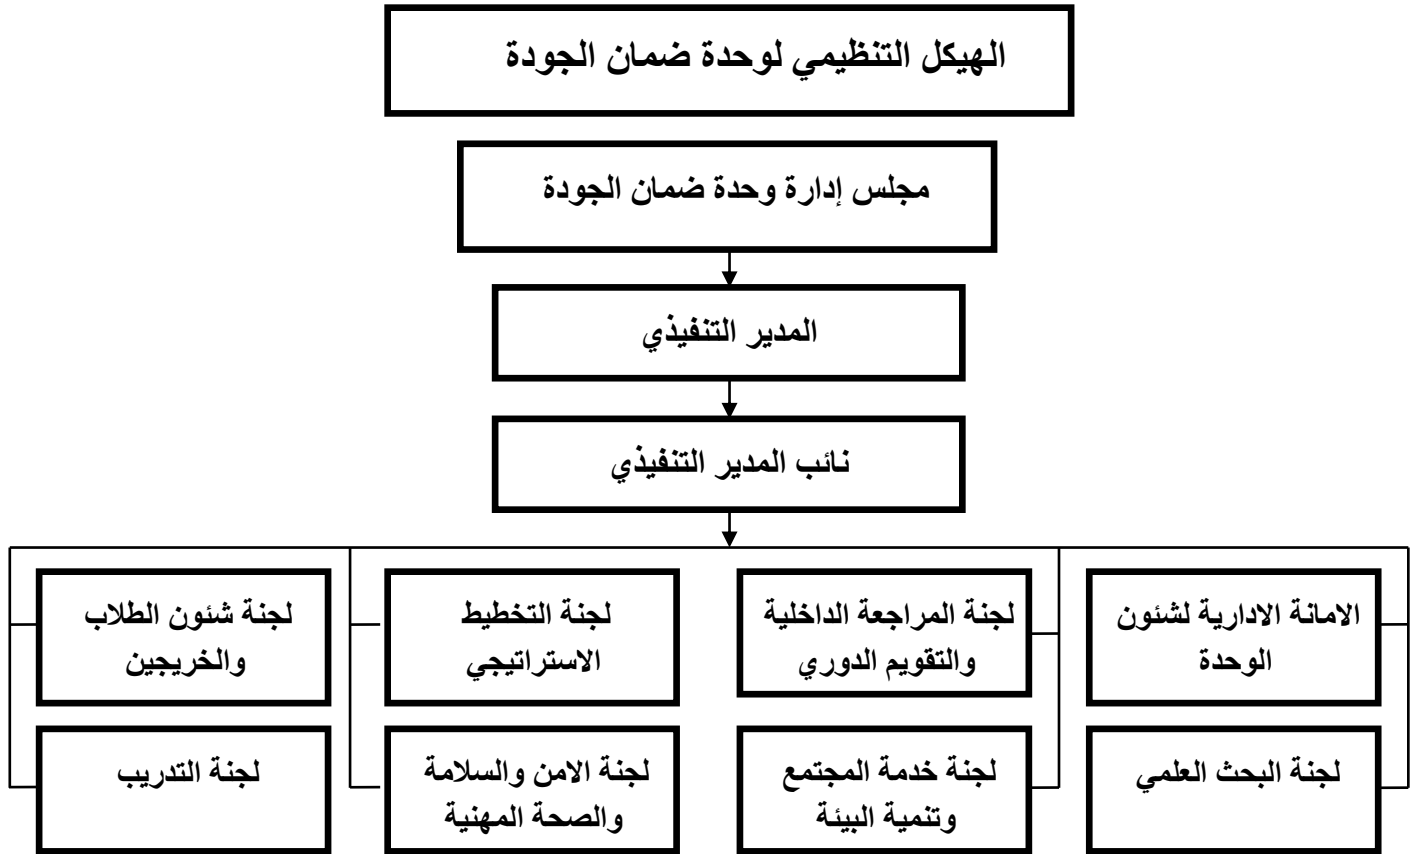 الهيكل التنظيمي لوحدة ضمان الجودة
مجلس إدارة وحدة ضمان الجودة
المدير التنفيذي
نائب المدير التنفيذي
الامانة الادارية لشئون
الوحدة
لجنة المراجعة الداخلية
والتقويم الدوري
لجنة التخطيط
الاستراتيجي
لجنة شئون الطلاب
والخريجين
لجنة البحث العلمي
لجنة خدمة المجتمع
وتنمية البيئة
لجنة الامن والسلامة
والصحة المهنية
لجنة التدريب